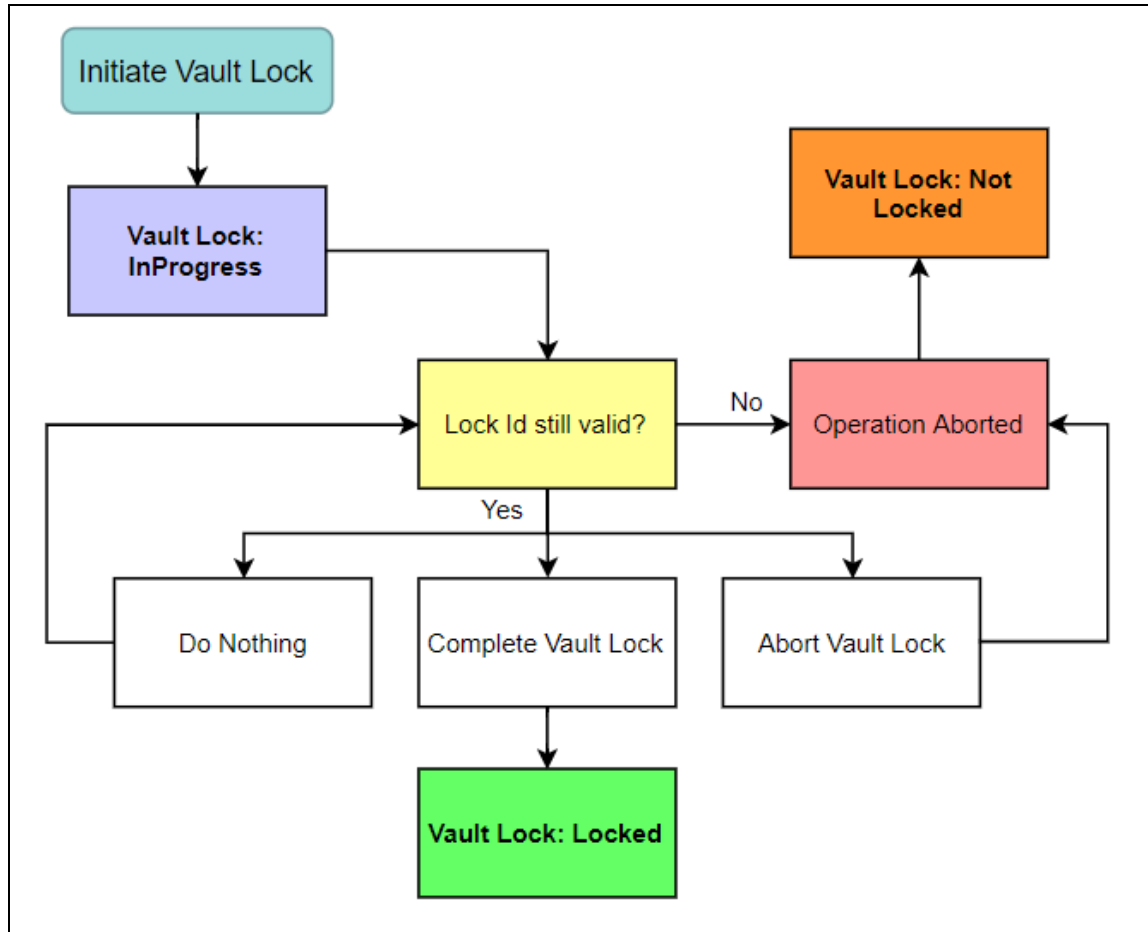 Initiate Vault Lock
Vault Lock: Not
Locked
Vault Lock:
InProgress
Lock Id still valid?
No
Operation Aborted
Yes
Do Nothing
Complete Vault Lock
Abort Vault Lock
Vault Lock: Locked